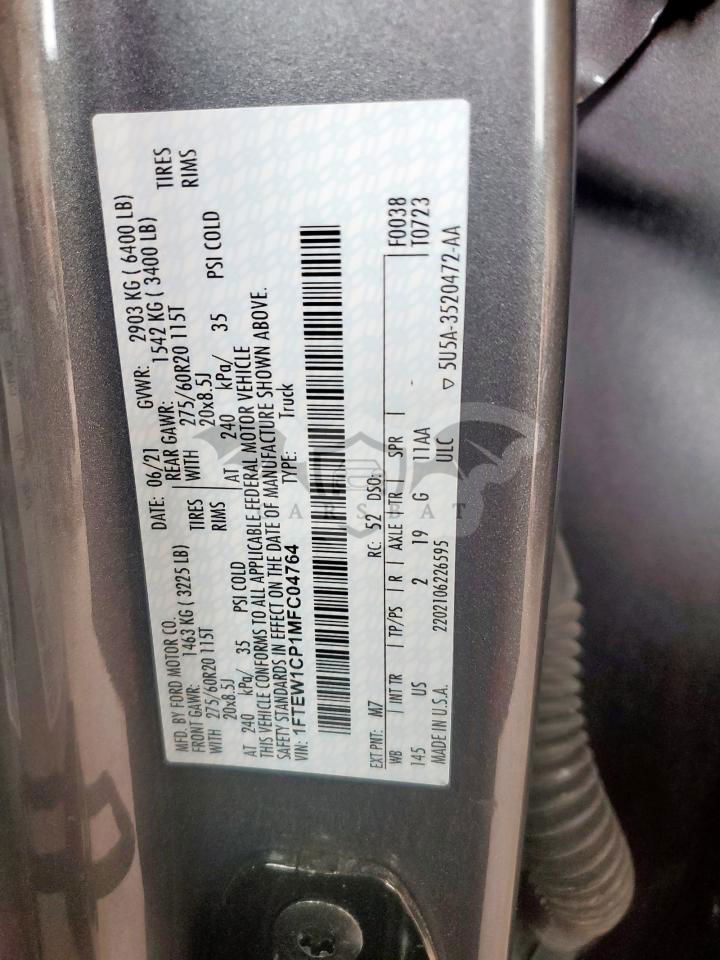 MFD. BY FORD MOTOR CO.
DATE: 06/21 GVWR: 2903 KG ( 6400 LB)
FRONT GAWR: 1463 KG ( 3225 LB) REAR GAWR: 1542 KG ( 3400 LB)
WITH 275/60R20 115T TIRES WITH 275/60R20 115T TIRES
20x8.5J RIMS 20x8.5J RIMS
AT 240 kPa/ 35 PSI COLD AT 240 kPa/ 35 PSI COLD
THIS VEHICLE CONFORMS TO ALL APPLICABLE FEDERAL MOTOR VEHICLE
SAFETY STANDARDS IN EFFECT ON THE DATE OF MANUFACTURE SHOWN ABOVE.
VIN: 1FTEW1CP1MFC04764 TYPE: Truck
EXT PNT: M7 RC: 52 DSO: F0038
WB INT TR TP/PS R AXLE TR SPR T0723
145 US 2 19 G 11AA
MADE IN U.S.A. 2202106226595 ULC ▽ 5U5A-3520472-AA
ARSBAT